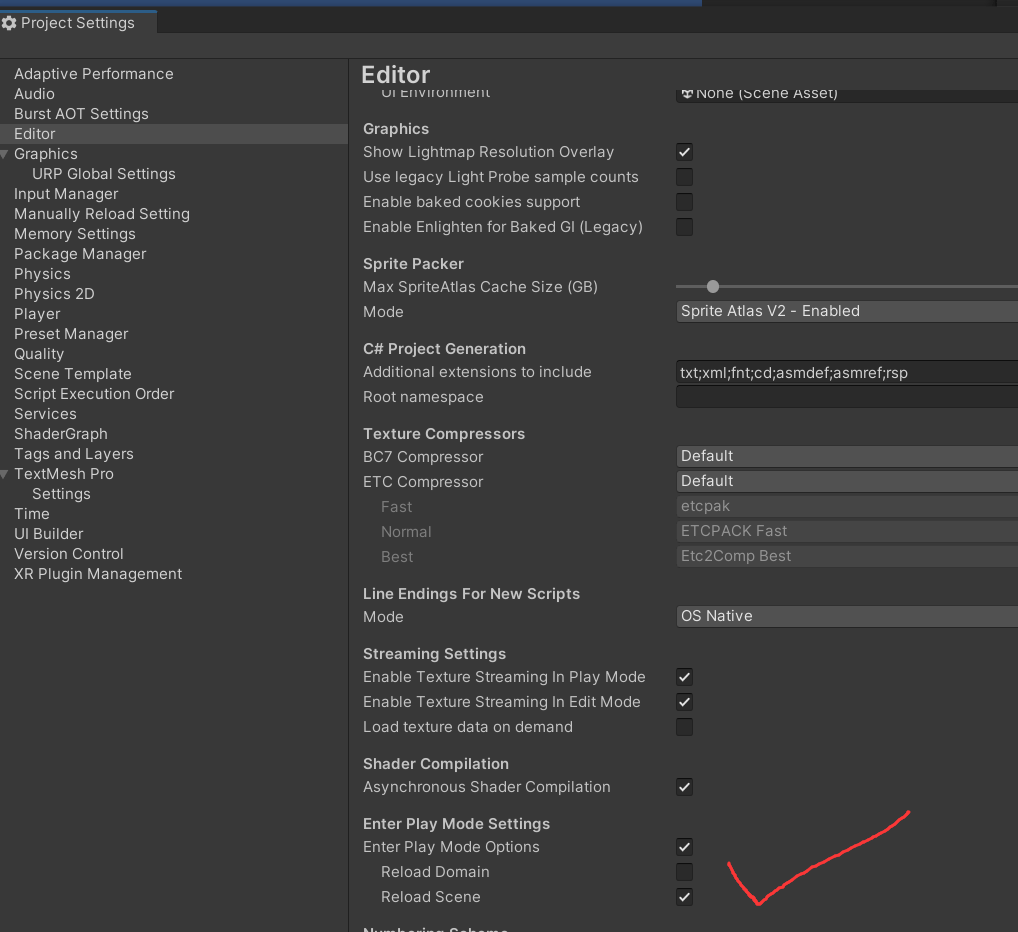 Project Settings
Adaptive Performance
Audio
Burst AOT Settings
Editor
Graphics
URP Global Settings
Input Manager
Manually Reload Setting
Memory Settings
Package Manager
Physics
Physics 2D
Player
Preset Manager
Quality
Scene Template
Script Execution Order
Services
ShaderGraph
Tags and Layers
TextMesh Pro
Settings
Time
UI Builder
Version Control
XR Plugin Management
Editor
UI Environment None (Scene Asset)
Graphics
Show Lightmap Resolution Overlay
Use legacy Light Probe sample counts
Enable baked cookies support
Enable Enlighten for Baked GI (Legacy)
Sprite Packer
Max SpriteAtlas Cache Size (GB)
Mode Sprite Atlas V2 - Enabled
C# Project Generation
Additional extensions to include txt;xml;fnt;cd;asmdef;asmref;rsp
Root namespace
Texture Compressors
BC7 Compressor Default
ETC Compressor Default
Fast etcpak
Normal ETCPACK Fast
Best Etc2Comp Best
Line Endings For New Scripts
Mode OS Native
Streaming Settings
Enable Texture Streaming In Play Mode
Enable Texture Streaming In Edit Mode
Load texture data on demand
Shader Compilation
Asynchronous Shader Compilation
Enter Play Mode Settings
Enter Play Mode Options
Reload Domain
Reload Scene
Numbering Scheme